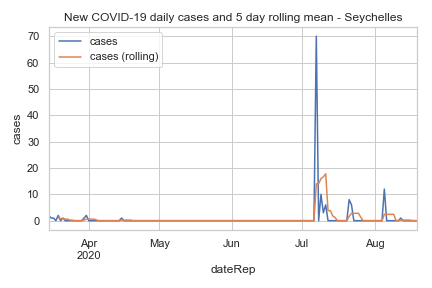 New COVID-19 daily cases and 5 day rolling mean - Seychelles
cases
cases (rolling)
70
60
50
40
30
20
10
0
cases
Apr
2020
May
Jun
Jul
Aug
dateRep